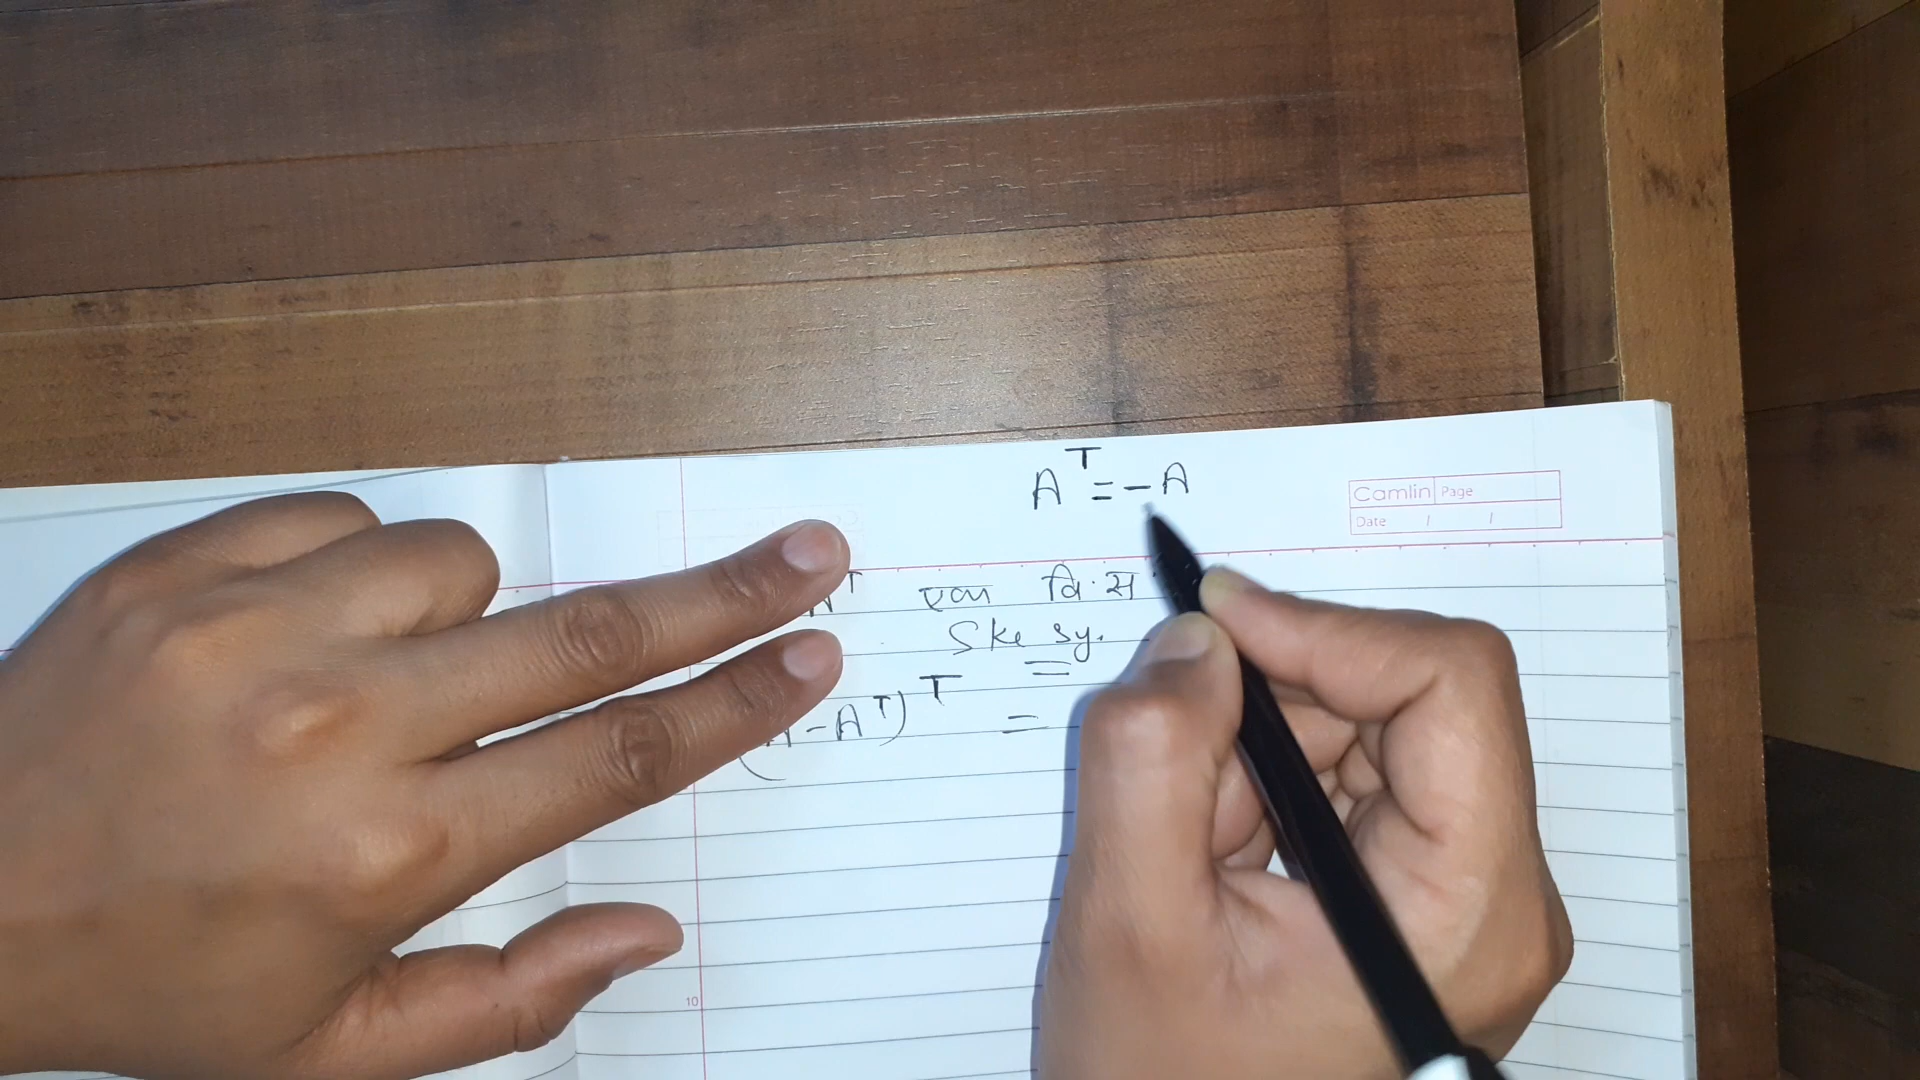 Aᵀ = - A
Camlin Page
Date / /
ᵀ एक वि. स
Ske sy.
- Aᵀ)ᵀ =
10